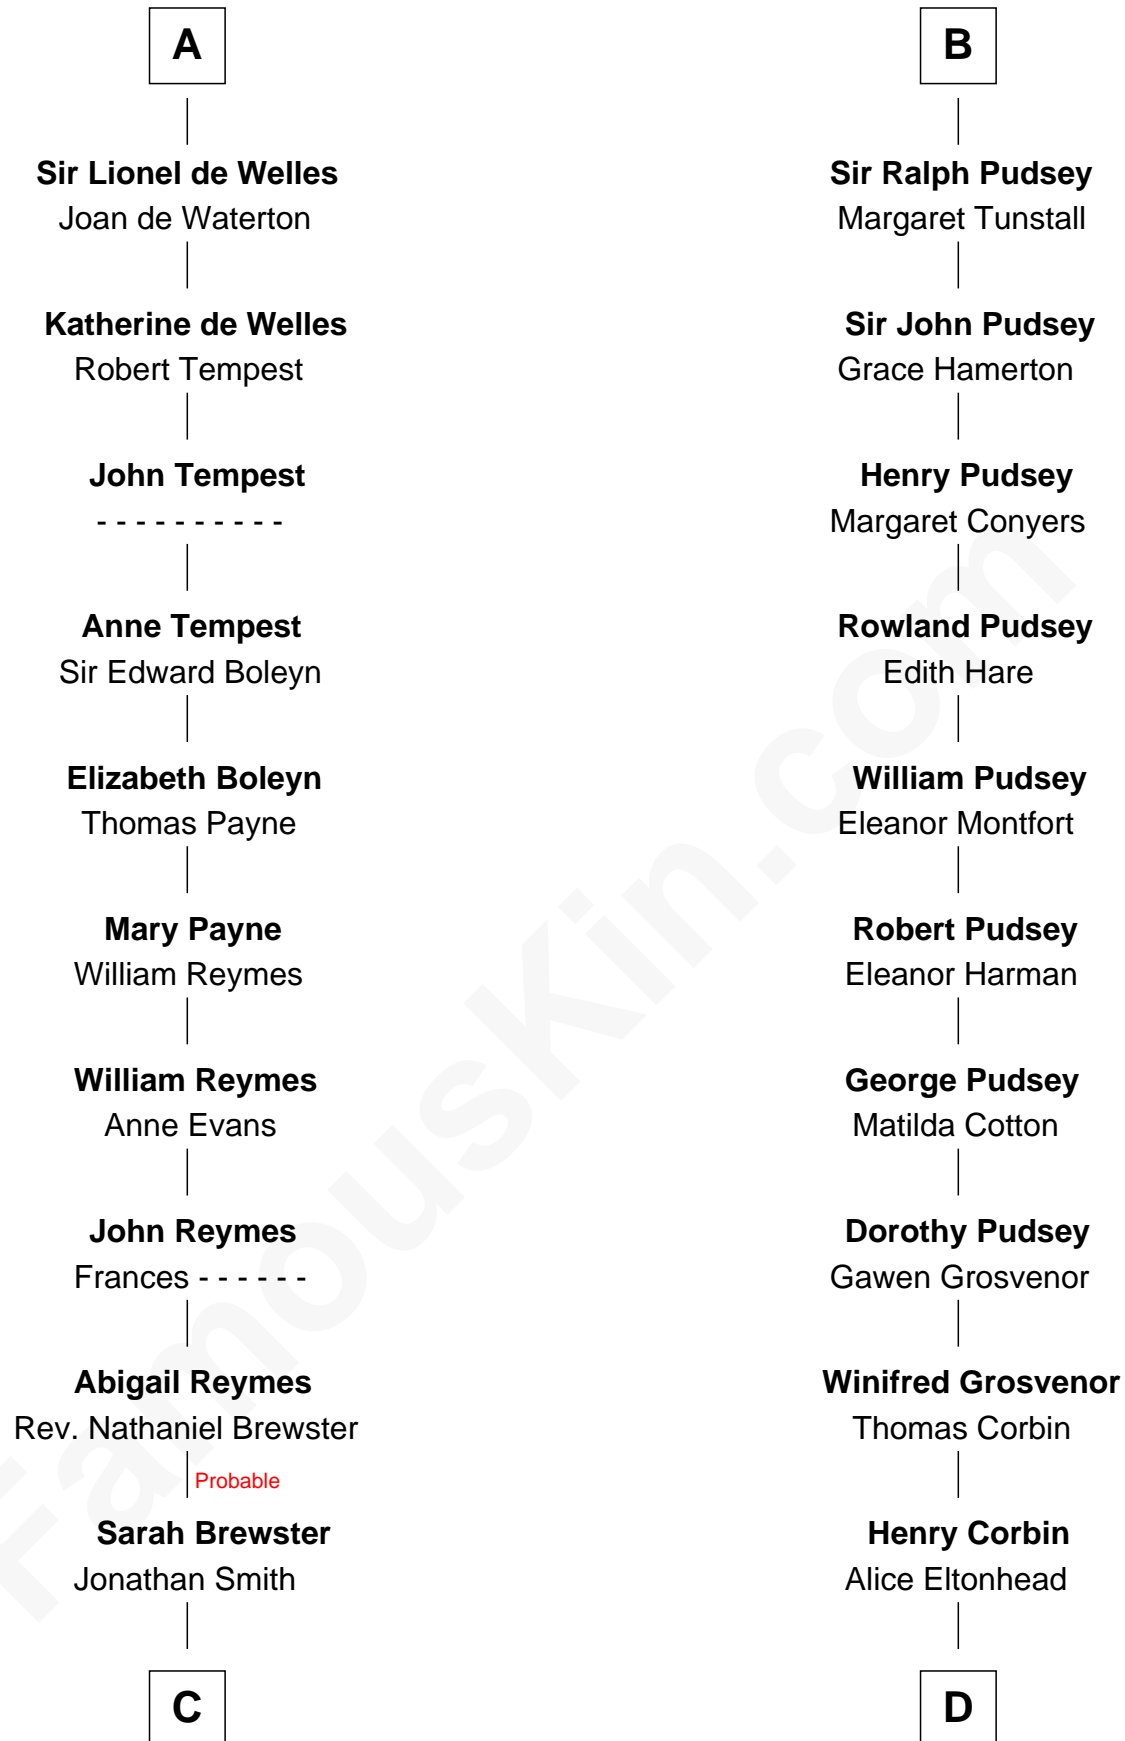 A
Sir Lionel de Welles
Joan de Waterton
Katherine de Welles
Robert Tempest
John Tempest
- - - - - - - - - -
Anne Tempest
Sir Edward Boleyn
Elizabeth Boleyn
Thomas Payne
Mary Payne
William Reymes
William Reymes
Anne Evans
John Reymes
Frances - - - - - -
Abigail Reymes
Rev. Nathaniel Brewster
Probable
Sarah Brewster
Jonathan Smith
C
B
Sir Ralph Pudsey
Margaret Tunstall
Sir John Pudsey
Grace Hamerton
Henry Pudsey
Margaret Conyers
Rowland Pudsey
Edith Hare
William Pudsey
Eleanor Montfort
Robert Pudsey
Eleanor Harman
George Pudsey
Matilda Cotton
Dorothy Pudsey
Gawen Grosvenor
Winifred Grosvenor
Thomas Corbin
Henry Corbin
Alice Eltonhead
D
FamousKin.com